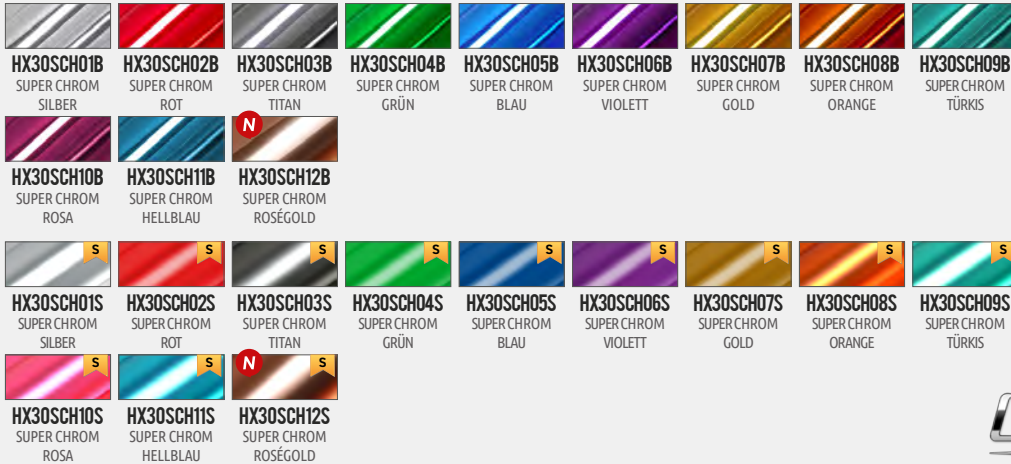 HX30SCH01B HX30SCH02B HX30SCH03B HX30SCH04B HX30SCH05B HX30SCH06B HX30SCH07B HX30SCH08B HX30SCH09B
SUPER CHROM SUPER CHROM SUPER CHROM SUPER CHROM SUPER CHROM SUPER CHROM SUPER CHROM SUPER CHROM SUPER CHROM
SILBER ROT TITAN GRÜN BLAU VIOLETT GOLD ORANGE TÜRKIS
N
HX30SCH10B HX30SCH11B HX30SCH12B
SUPER CHROM SUPER CHROM SUPER CHROM
ROSA HELLBLAU ROSÉGOLD
S S S S S S S S S
HX30SCH01S HX30SCH02S HX30SCH03S HX30SCH04S HX30SCH05S HX30SCH06S HX30SCH07S HX30SCH08S HX30SCH09S
SUPER CHROM SUPER CHROM SUPER CHROM SUPER CHROM SUPER CHROM SUPER CHROM SUPER CHROM SUPER CHROM SUPER CHROM
SILBER ROT TITAN GRÜN BLAU VIOLETT GOLD ORANGE TÜRKIS
S S N S
HX30SCH10S HX30SCH11S HX30SCH12S
SUPER CHROM SUPER CHROM SUPER CHROM
ROSA HELLBLAU ROSÉGOLD